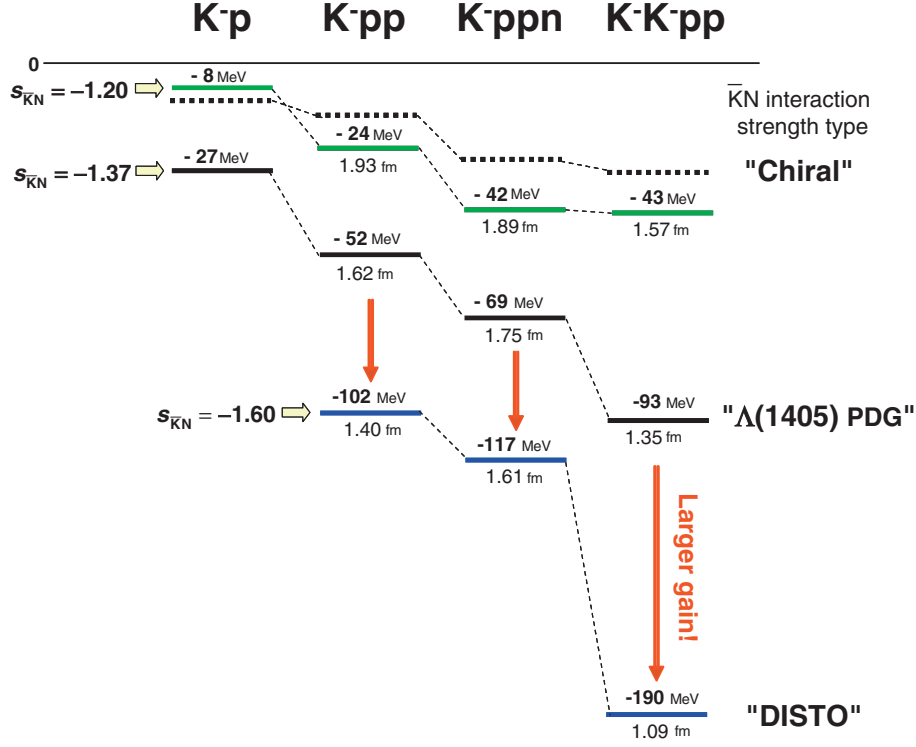 K⁻p K⁻pp K⁻ppn K⁻K⁻pp
0
- 8 MeV
s_K̄N = –1.20
K̄N interaction
strength type
- 24 MeV
1.93 fm
- 27 MeV
s_K̄N = –1.37
"Chiral"
- 42 MeV
1.89 fm
- 43 MeV
1.57 fm
- 52 MeV
1.62 fm
- 69 MeV
1.75 fm
-102 MeV
s_K̄N = –1.60
1.40 fm
-93 MeV
1.35 fm
"Λ(1405) PDG"
-117 MeV
1.61 fm
Larger gain!
-190 MeV
1.09 fm
"DISTO"